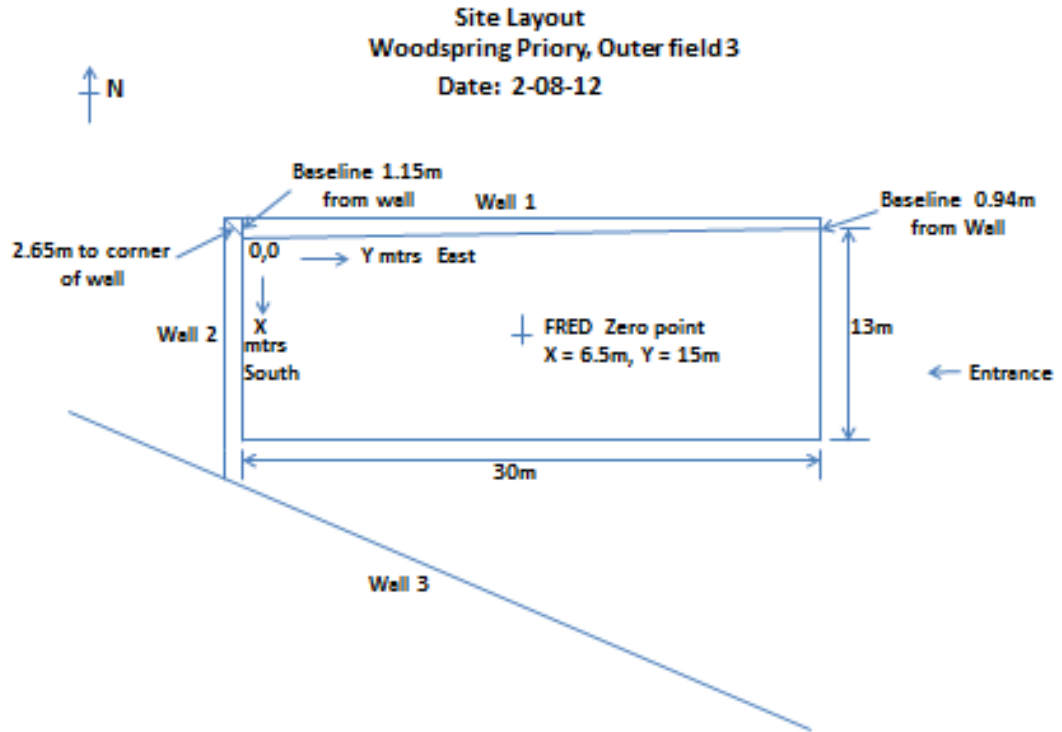 Site Layout
Woodspring Priory, Outer field 3
Date: 2-08-12
N
Baseline 1.15m
from wall
Wall 1
Baseline 0.94m
from Wall
2.65m to corner
of wall
0,0
Y mtrs East
Wall 2
X
mtrs
South
FRED Zero point
X = 6.5m, Y = 15m
13m
Entrance
30m
Wall 3